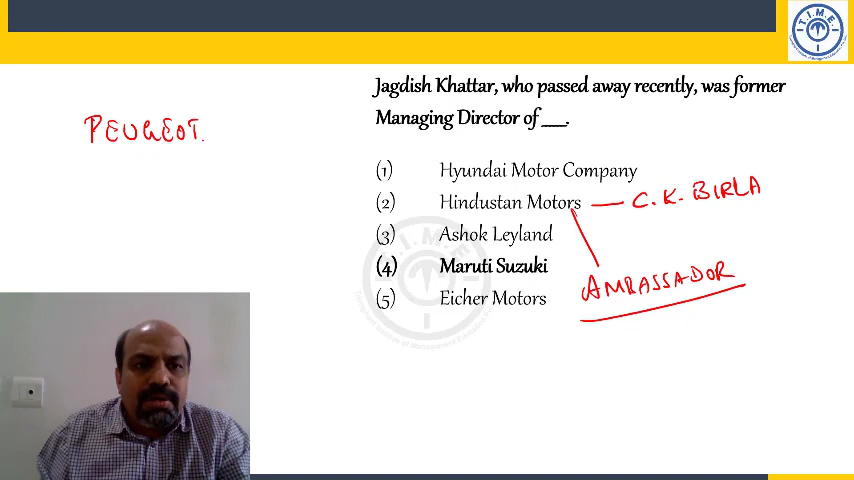 T.I.M.E.
Jagdish Khattar, who passed away recently, was former
Managing Director of ___.
PEUGEOT.
(1) Hyundai Motor Company
(2) Hindustan Motors — C. K. BIRLA
(3) Ashok Leyland
(4) Maruti Suzuki
(5) Eicher Motors
AMBASSADOR